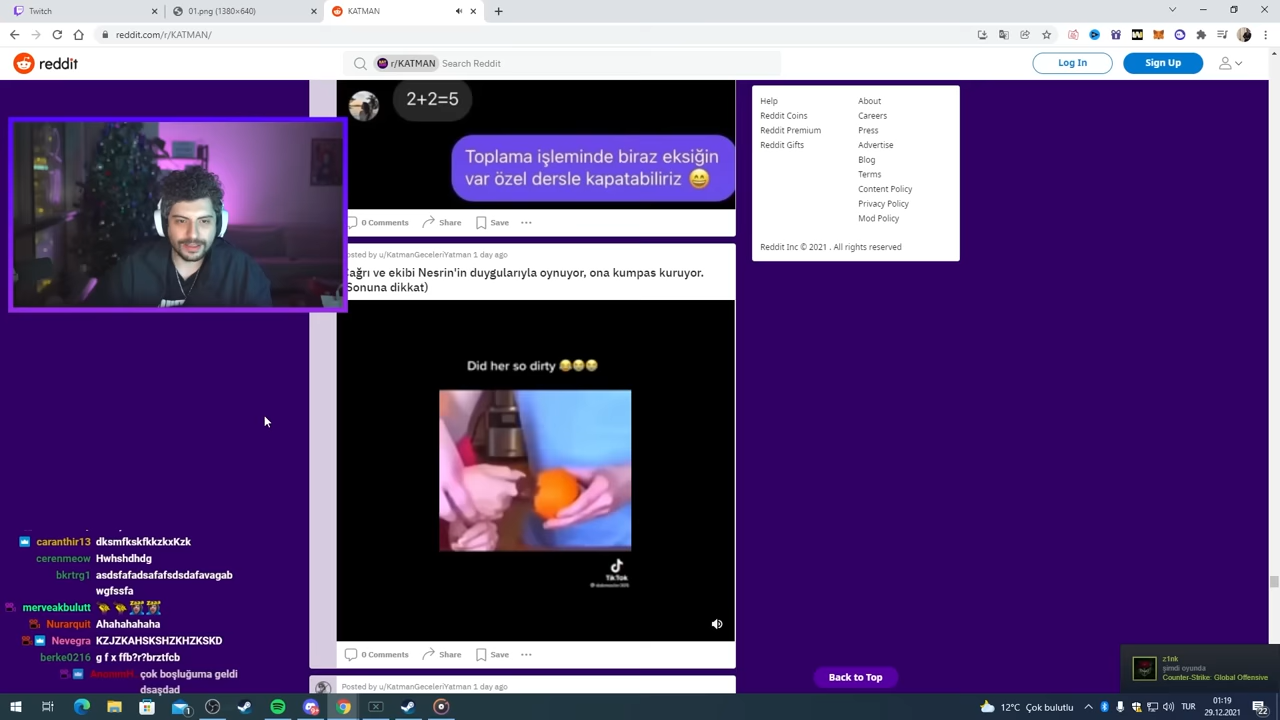 Twitch
01.png (1380×640)
KATMAN
reddit.com/r/KATMAN/
reddit
r/KATMAN
Search Reddit
Log In
Sign Up
2+2=5
Toplama işleminde biraz eksiğin
var özel dersle kapatabiliriz 😅
0 Comments
Share
Save
osted by u/KatmanGeceleriYatman 1 day ago
Çağrı ve ekibi Nesrin'in duygularıyla oynuyor, ona kumpas kuruyor.
(Sonuna dikkat)
Did her so dirty 😂😭😭
TikTok
0 Comments
Share
Save
Posted by u/KatmanGeceleriYatman 1 day ago
Help
Reddit Coins
Reddit Premium
Reddit Gifts
About
Careers
Press
Advertise
Blog
Terms
Content Policy
Privacy Policy
Mod Policy
Reddit Inc © 2021 . All rights reserved
caranthir13 dksmfkskfkkzkxKzk
cerenmeow Hwhshdhdg
bkrtrg1 asdsfafadsafafsdsdafavagab
wgfssfa
merveakbulutt
Nurarquit Ahahahahaha
Nevegra KZJZKAHSKSHZKHZKSKD
berke0216 g f x ffb?r?brztfcb
çok boşluğuma geldi
dsadlad
Back to Top
z1nk
şimdi oyunda
Counter-Strike: Global Offensive
12°C Çok bulutlu
TUR
01:19
29.12.2021
22